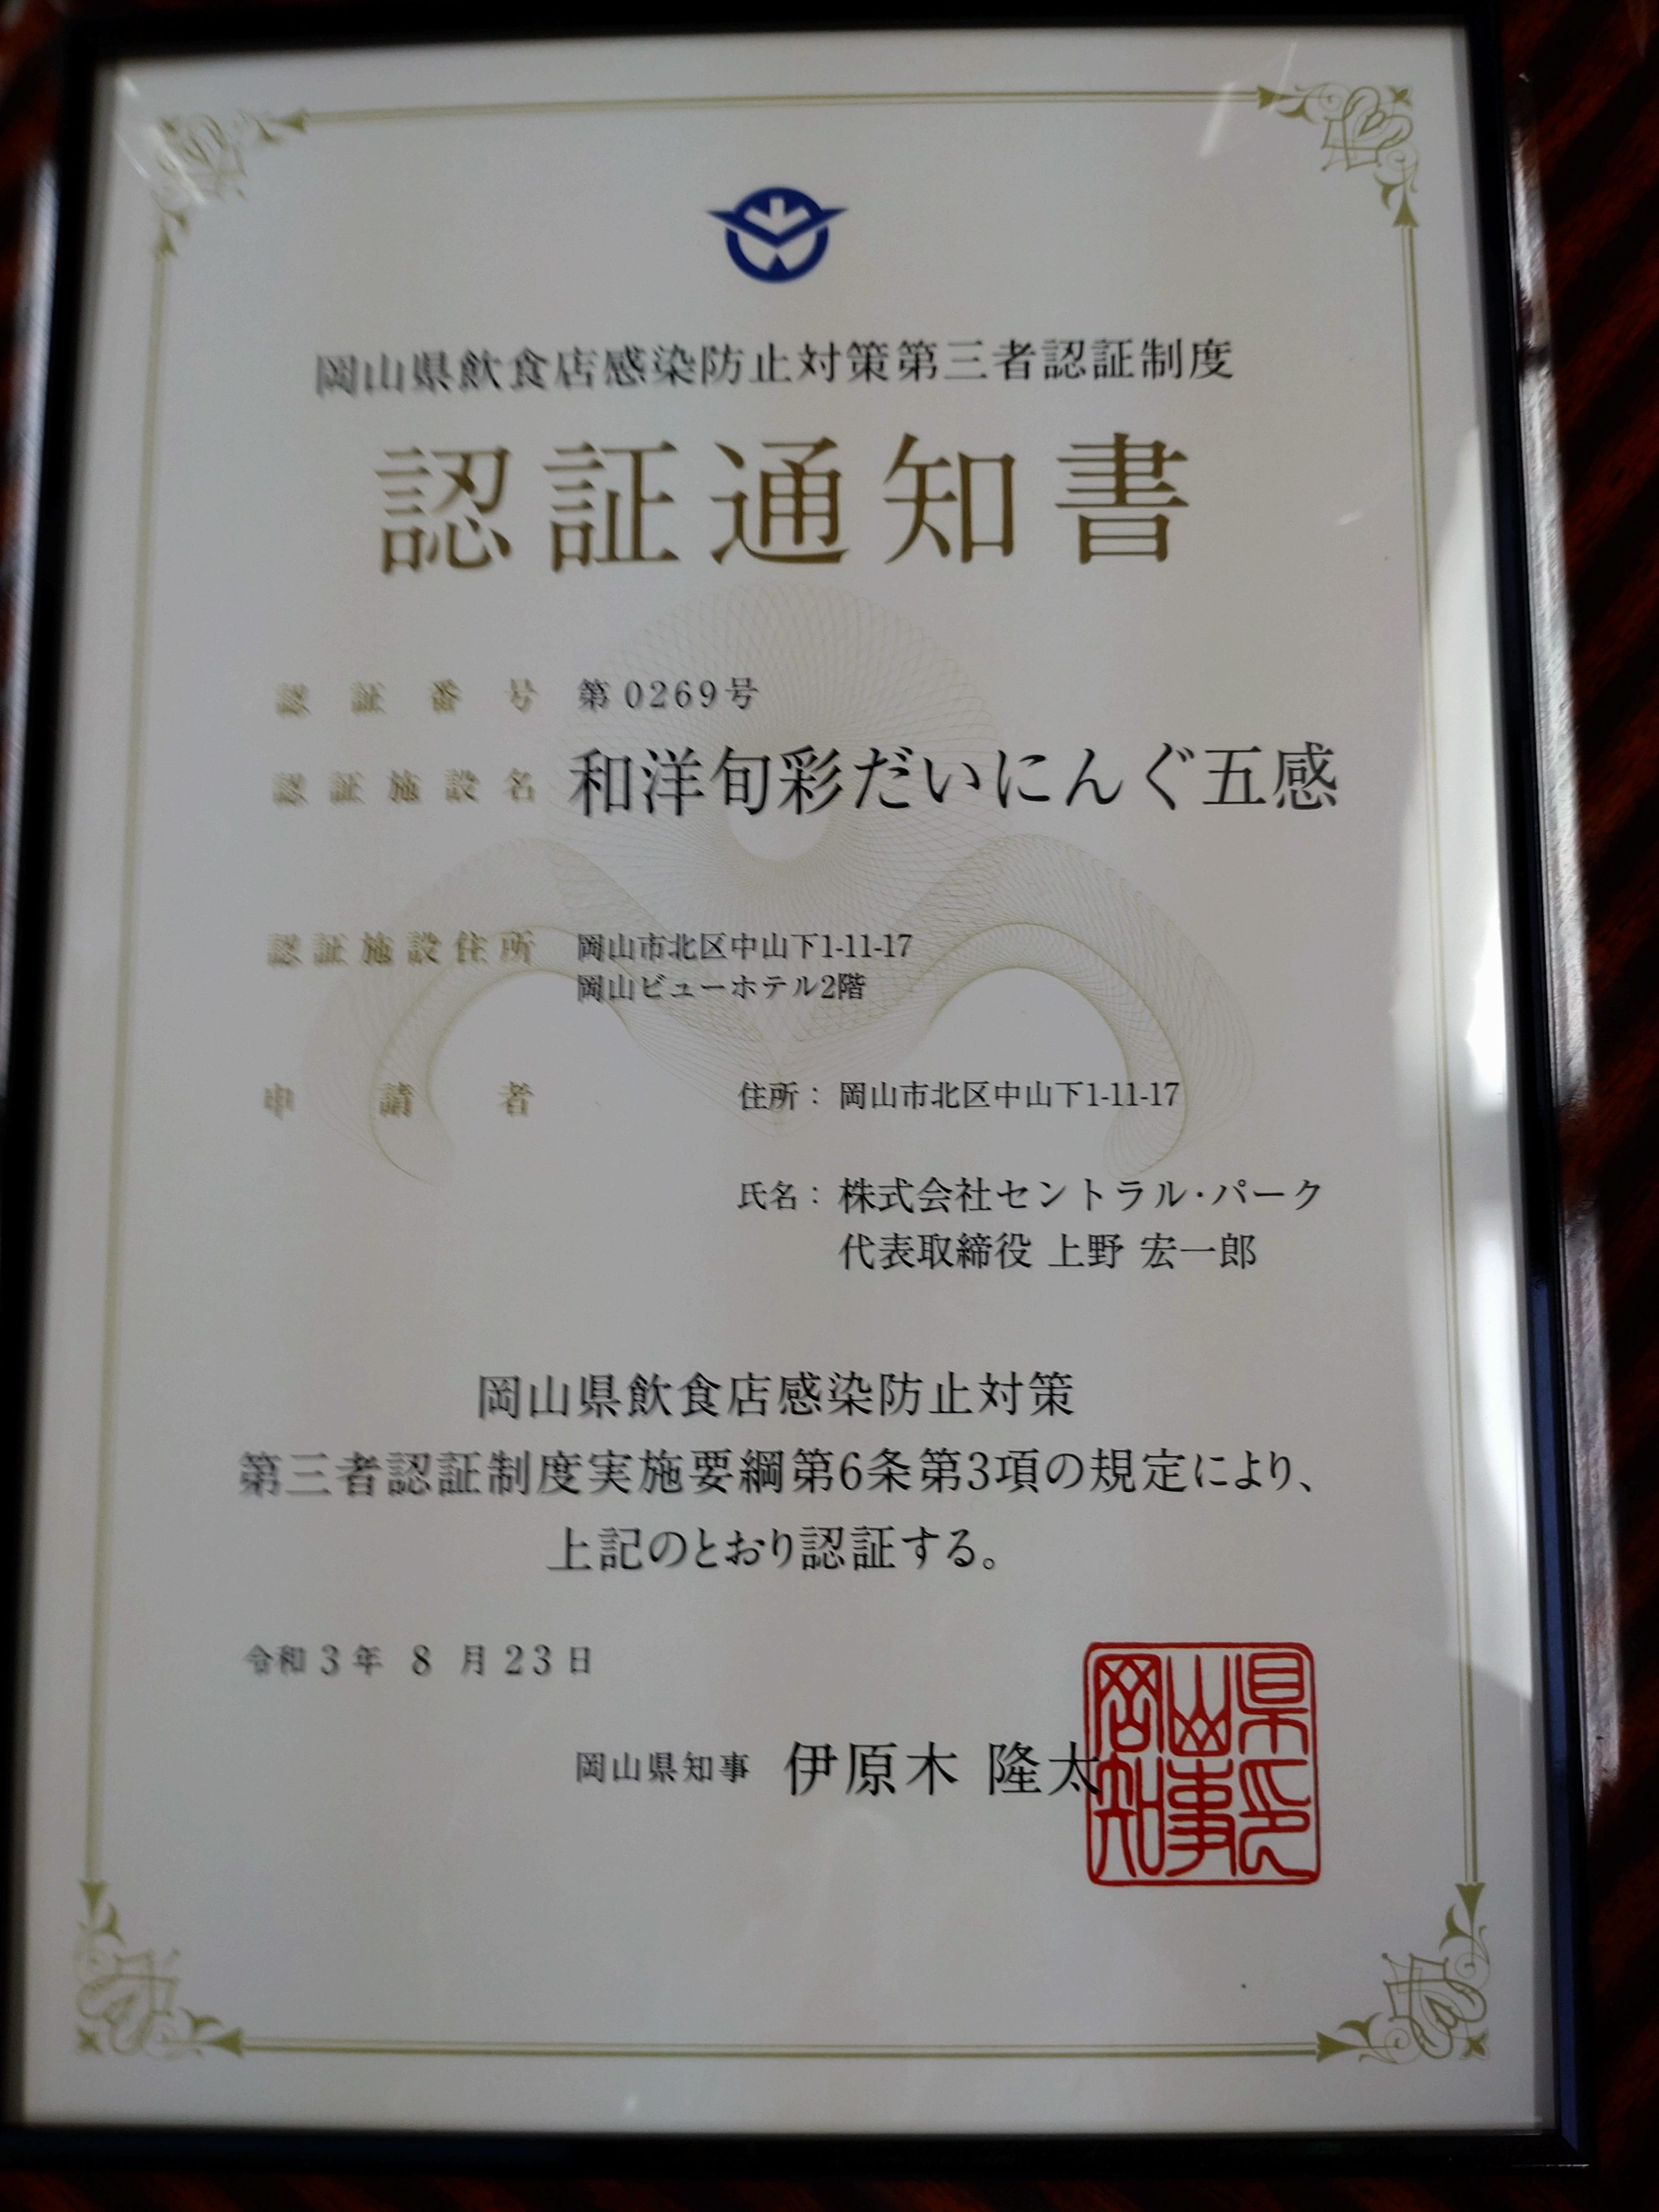 岡山県飲食店感染防止対策第三者認証制度
認証通知書
認証番号 第0269号
認証施設名 和洋旬彩だいにんぐ五感
認証施設住所 岡山市北区中山下1-11-17
岡山ビューホテル2階
申請者 住所： 岡山市北区中山下1-11-17
氏名： 株式会社セントラル・パーク
代表取締役 上野 宏一郎
岡山県飲食店感染防止対策
第三者認証制度実施要綱第6条第3項の規定により、
上記のとおり認証する。
令和3年 8月23日
岡山県知事 伊原木 隆太
岡山県
知事印